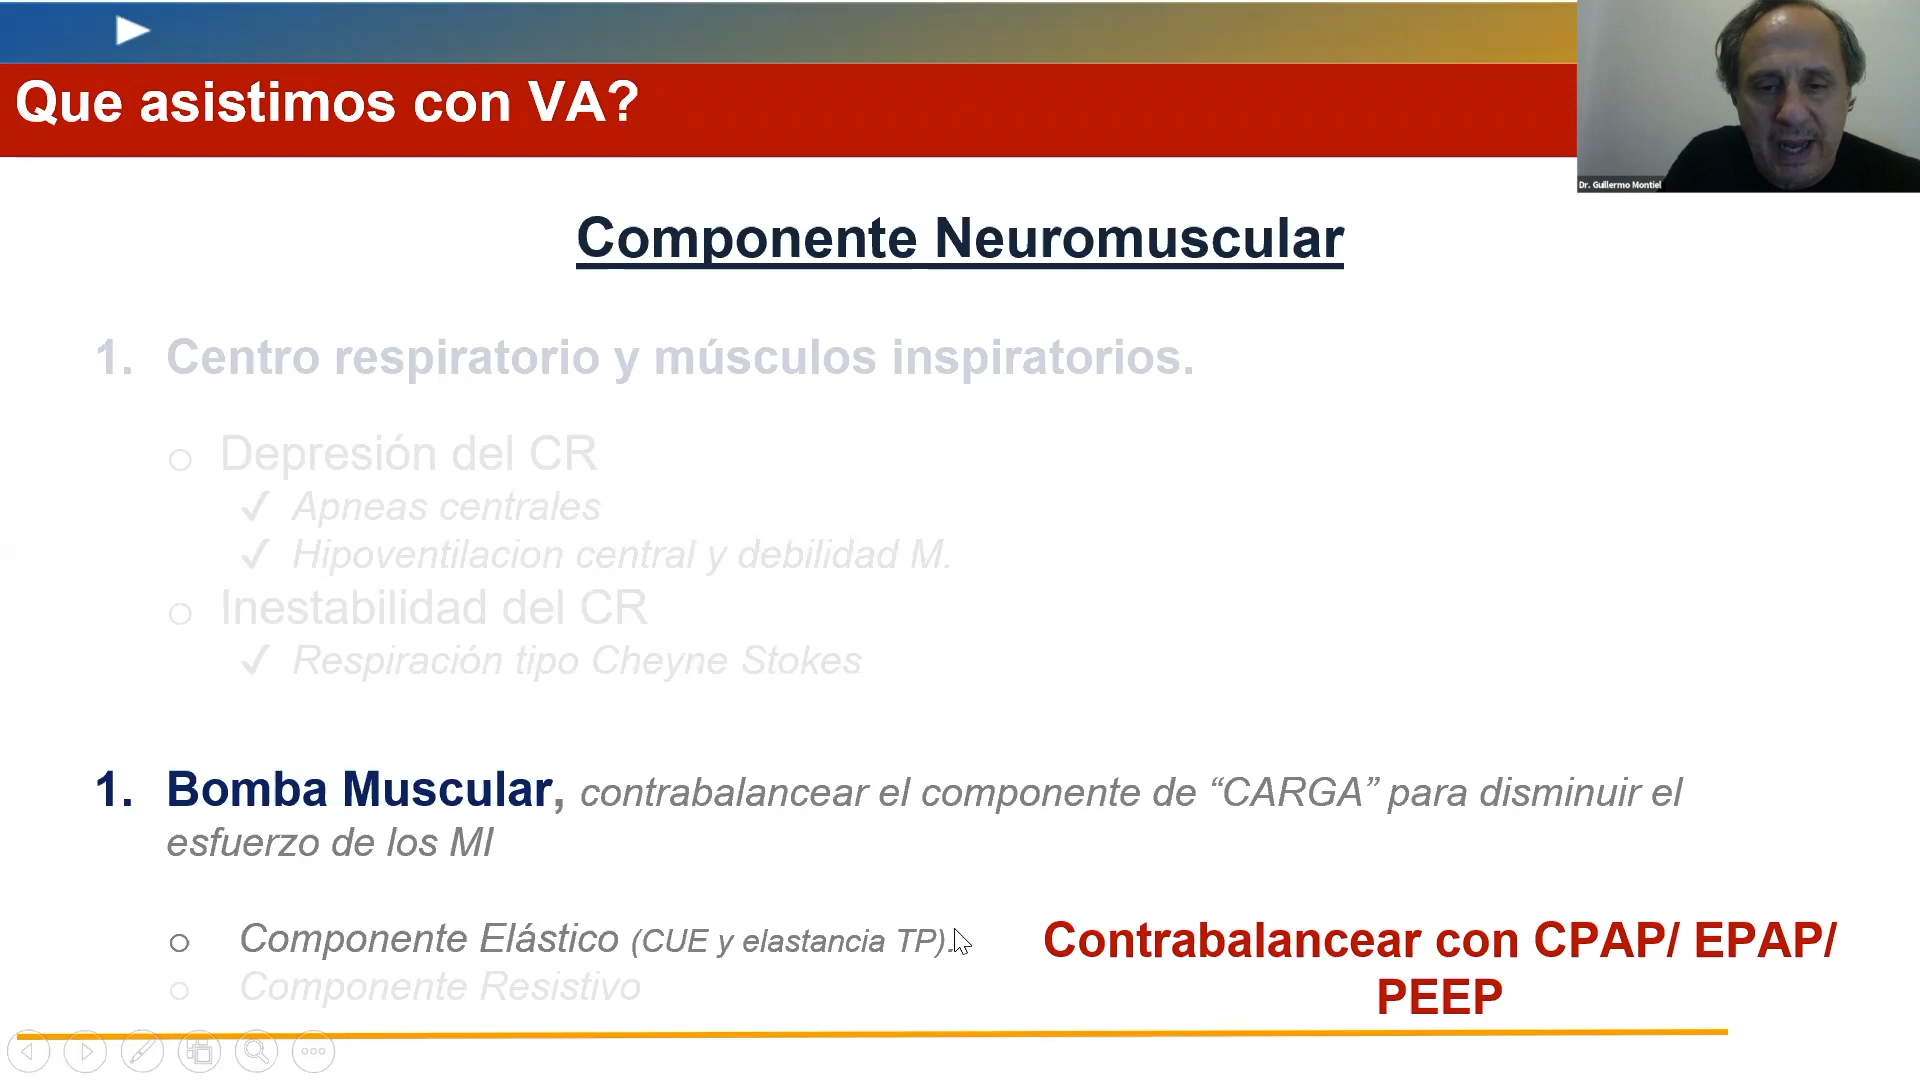 Que asistimos con VA?
Dr. Guillermo Montiel
Componente Neuromuscular
1. Centro respiratorio y músculos inspiratorios.
o Depresión del CR
✓ Apneas centrales
✓ Hipoventilacion central y debilidad M.
o Inestabilidad del CR
✓ Respiración tipo Cheyne Stokes
1. Bomba Muscular, contrabalancear el componente de “CARGA” para disminuir el
esfuerzo de los MI
o Componente Elástico (CUE y elastancia TP).
o Componente Resistivo
Contrabalancear con CPAP/ EPAP/
PEEP